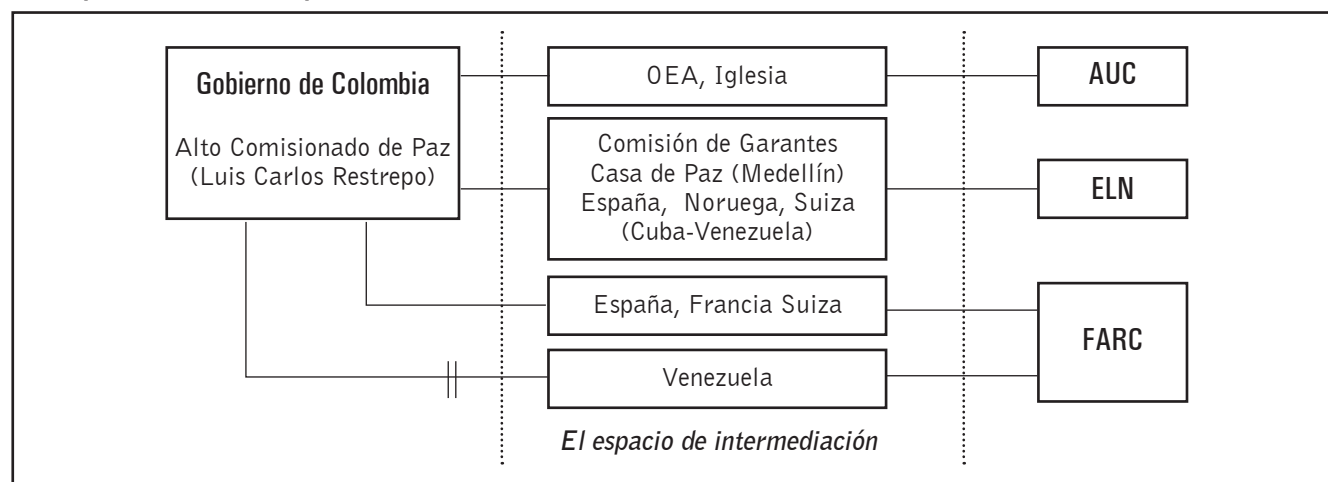 Gobierno de Colombia
Alto Comisionado de Paz
(Luis Carlos Restrepo)
OEA, Iglesia
AUC
Comisión de Garantes
Casa de Paz (Medellín)
España, Noruega, Suiza
(Cuba-Venezuela)
ELN
España, Francia Suiza
FARC
Venezuela
El espacio de intermediación